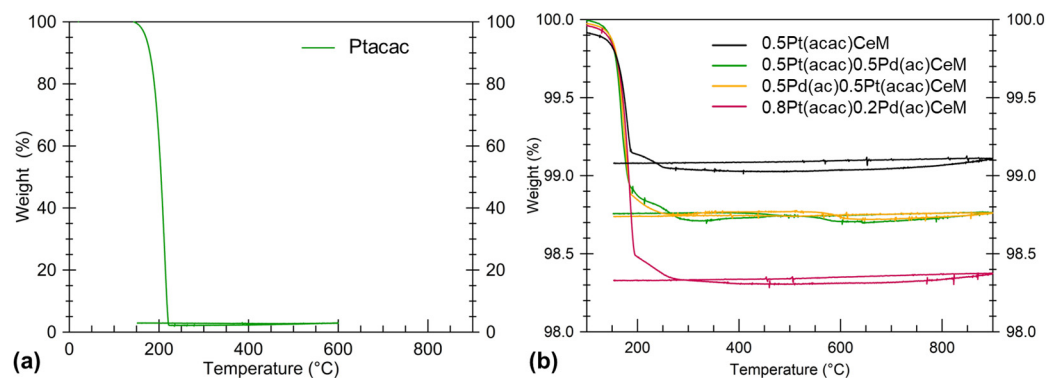 100
80
60
40
20
0
Weight (%)
Ptacac
100
80
60
40
20
0
0
200
400
600
800
Temperature (°C)
(a)
100.0
99.5
99.0
98.5
98.0
Weight (%)
0.5Pt(acac)CeM
0.5Pt(acac)0.5Pd(ac)CeM
0.5Pd(ac)0.5Pt(acac)CeM
0.8Pt(acac)0.2Pd(ac)CeM
100.0
99.5
99.0
98.5
98.0
200
400
600
800
Temperature (°C)
(b)